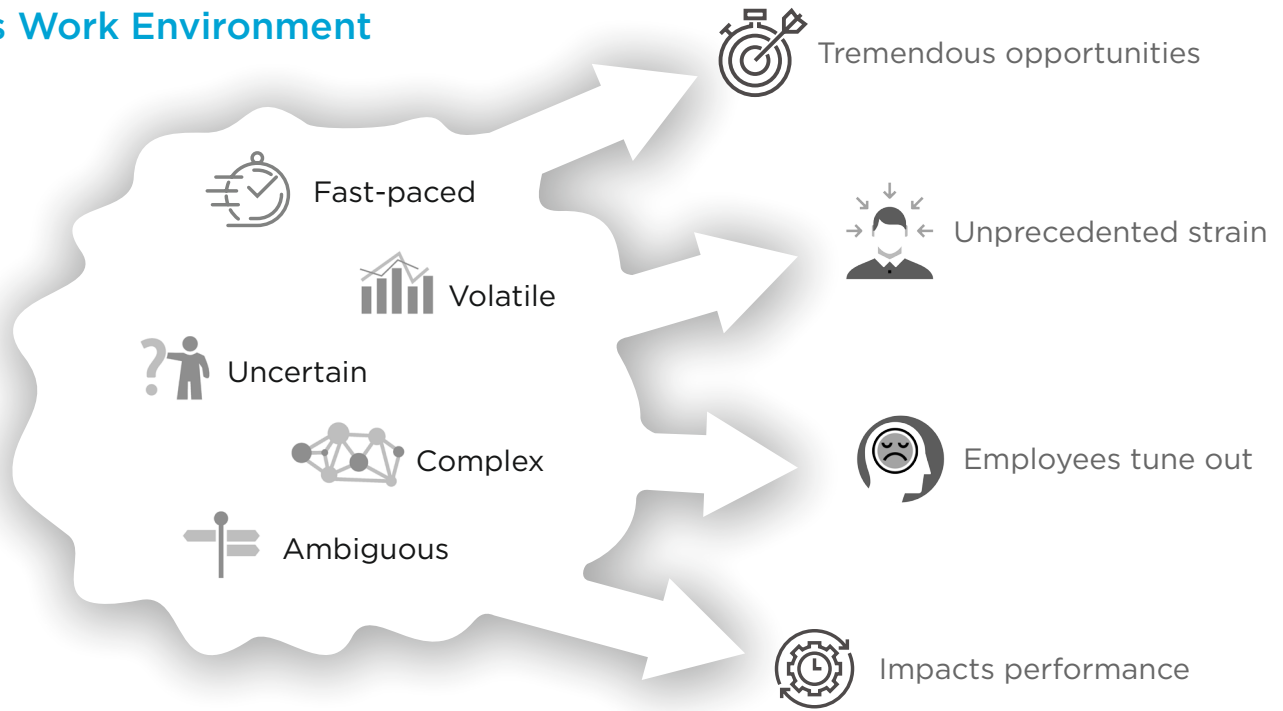 s Work Environment
Tremendous opportunities
Fast-paced
Unprecedented strain
Volatile
Uncertain
Complex
Employees tune out
Ambiguous
Impacts performance